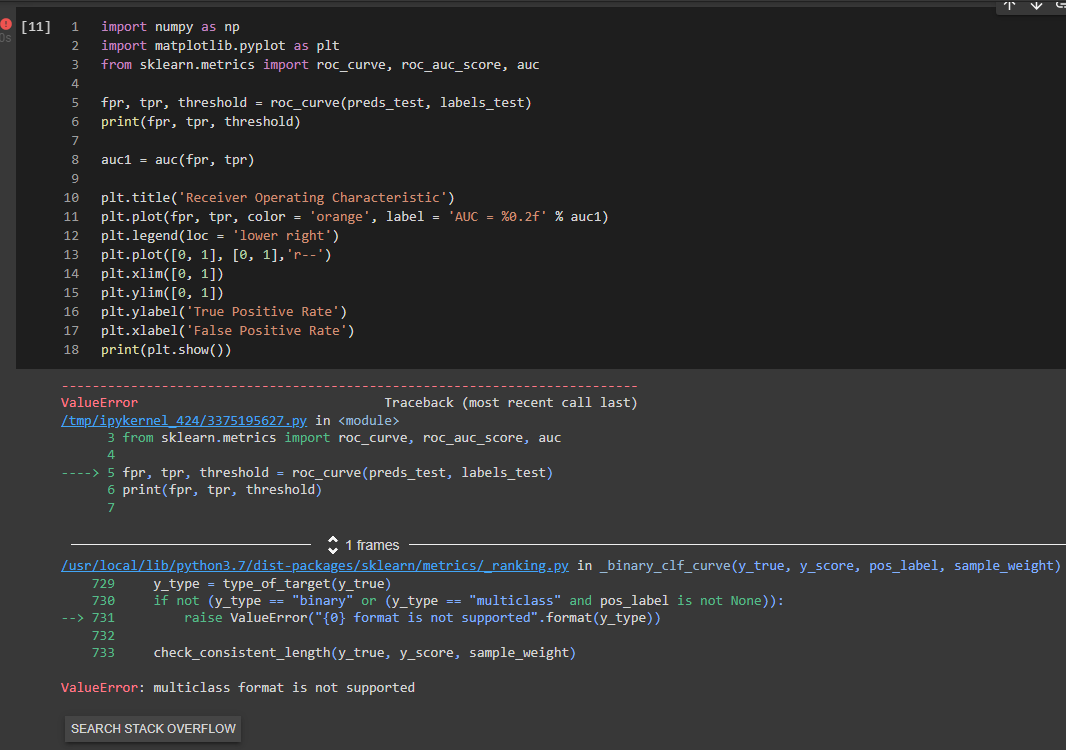 [11] 1 import numpy as np
2 import matplotlib.pyplot as plt
3 from sklearn.metrics import roc_curve, roc_auc_score, auc
4
5 fpr, tpr, threshold = roc_curve(preds_test, labels_test)
6 print(fpr, tpr, threshold)
7
8 auc1 = auc(fpr, tpr)
9
10 plt.title('Receiver Operating Characteristic')
11 plt.plot(fpr, tpr, color = 'orange', label = 'AUC = %0.2f' % auc1)
12 plt.legend(loc = 'lower right')
13 plt.plot([0, 1], [0, 1],'r--')
14 plt.xlim([0, 1])
15 plt.ylim([0, 1])
16 plt.ylabel('True Positive Rate')
17 plt.xlabel('False Positive Rate')
18 print(plt.show())
0s
---------------------------------------------------------------------------
ValueError Traceback (most recent call last)
/tmp/ipykernel_424/3375195627.py in <module>
3 from sklearn.metrics import roc_curve, roc_auc_score, auc
4
----> 5 fpr, tpr, threshold = roc_curve(preds_test, labels_test)
6 print(fpr, tpr, threshold)
7
1 frames
/usr/local/lib/python3.7/dist-packages/sklearn/metrics/_ranking.py in _binary_clf_curve(y_true, y_score, pos_label, sample_weight)
729 y_type = type_of_target(y_true)
730 if not (y_type == "binary" or (y_type == "multiclass" and pos_label is not None)):
--> 731 raise ValueError("{0} format is not supported".format(y_type))
732
733 check_consistent_length(y_true, y_score, sample_weight)
ValueError: multiclass format is not supported
SEARCH STACK OVERFLOW